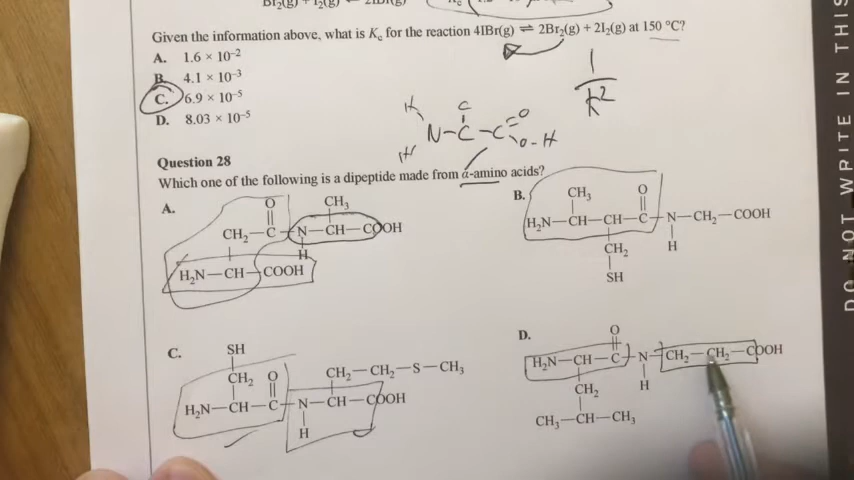 Given the information above, what is Kc for the reaction 4IBr(g) ⇌ 2Br₂(g) + 2I₂(g) at 150 °C?
A. 1.6 × 10⁻²
B. 4.1 × 10⁻³
C. 6.9 × 10⁻⁵
D. 8.03 × 10⁻⁵
1
K²
H
H
N—C—C
C
O
O-H
Question 28
Which one of the following is a dipeptide made from α-amino acids?
A.
O
CH₃
CH₂—C—N—CH—COOH
H
H₂N—CH—COOH
B.
CH₃
O
H₂N—CH—CH—C—N—CH₂—COOH
CH₂
H
SH
C.
SH
CH₂
O
CH₂—CH₂—S—CH₃
H₂N—CH—C—N—CH—COOH
H
D.
O
H₂N—CH—C—N—CH₂—CH₂—COOH
CH₂
H
CH₃—CH—CH₃
DO NOT WRITE IN THIS